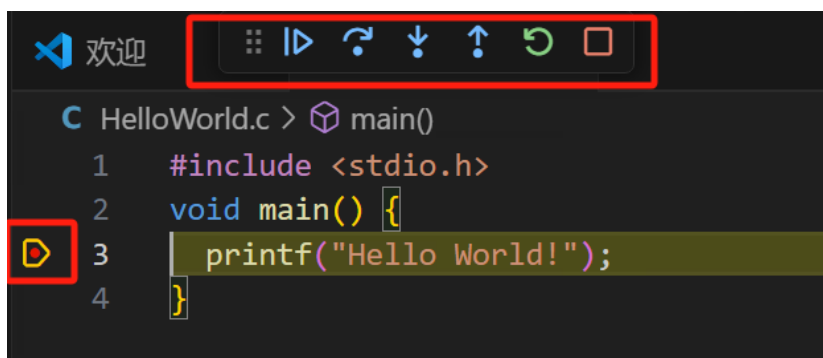 欢迎
C HelloWorld.c > main()
1 #include <stdio.h>
2 void main() {
3 printf("Hello World!");
4 }